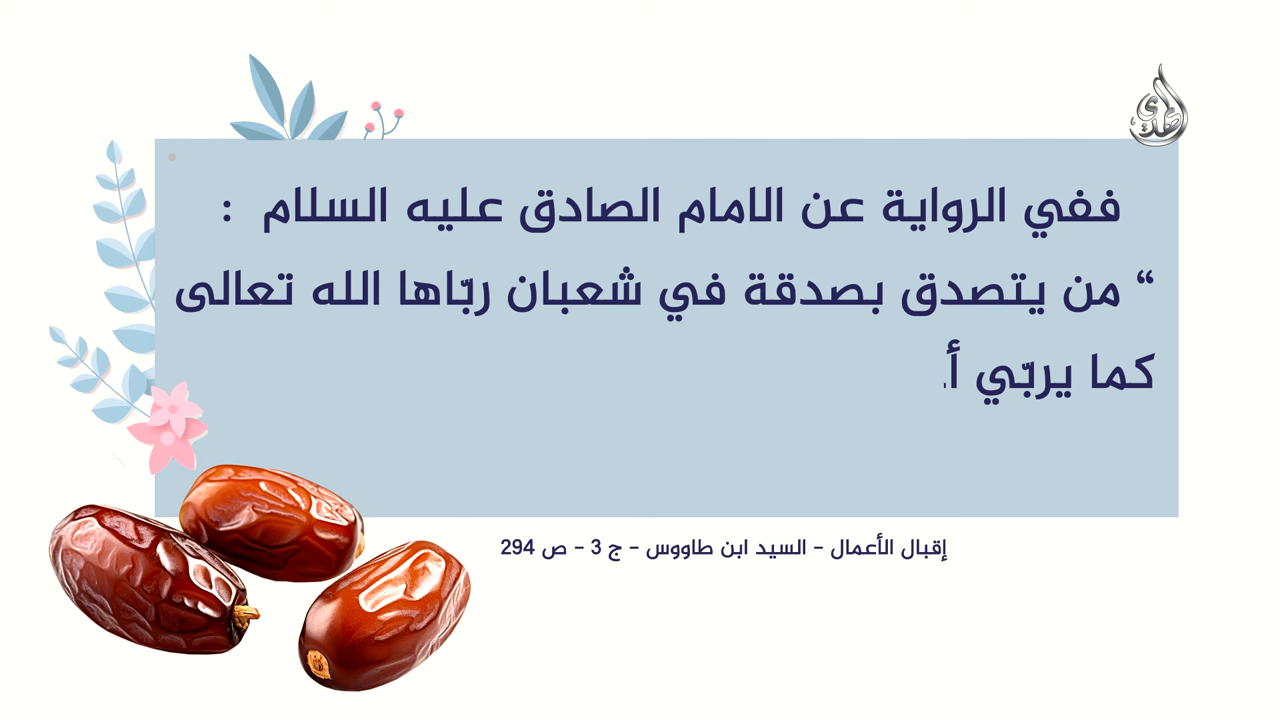 الهدى
ففي الرواية عن الامام الصادق عليه السلام :
“ من يتصدق بصدقة في شعبان ربّاها الله تعالى
كما يربّي أ
إقبال الأعمال - السيد ابن طاووس - ج 3 - ص 294